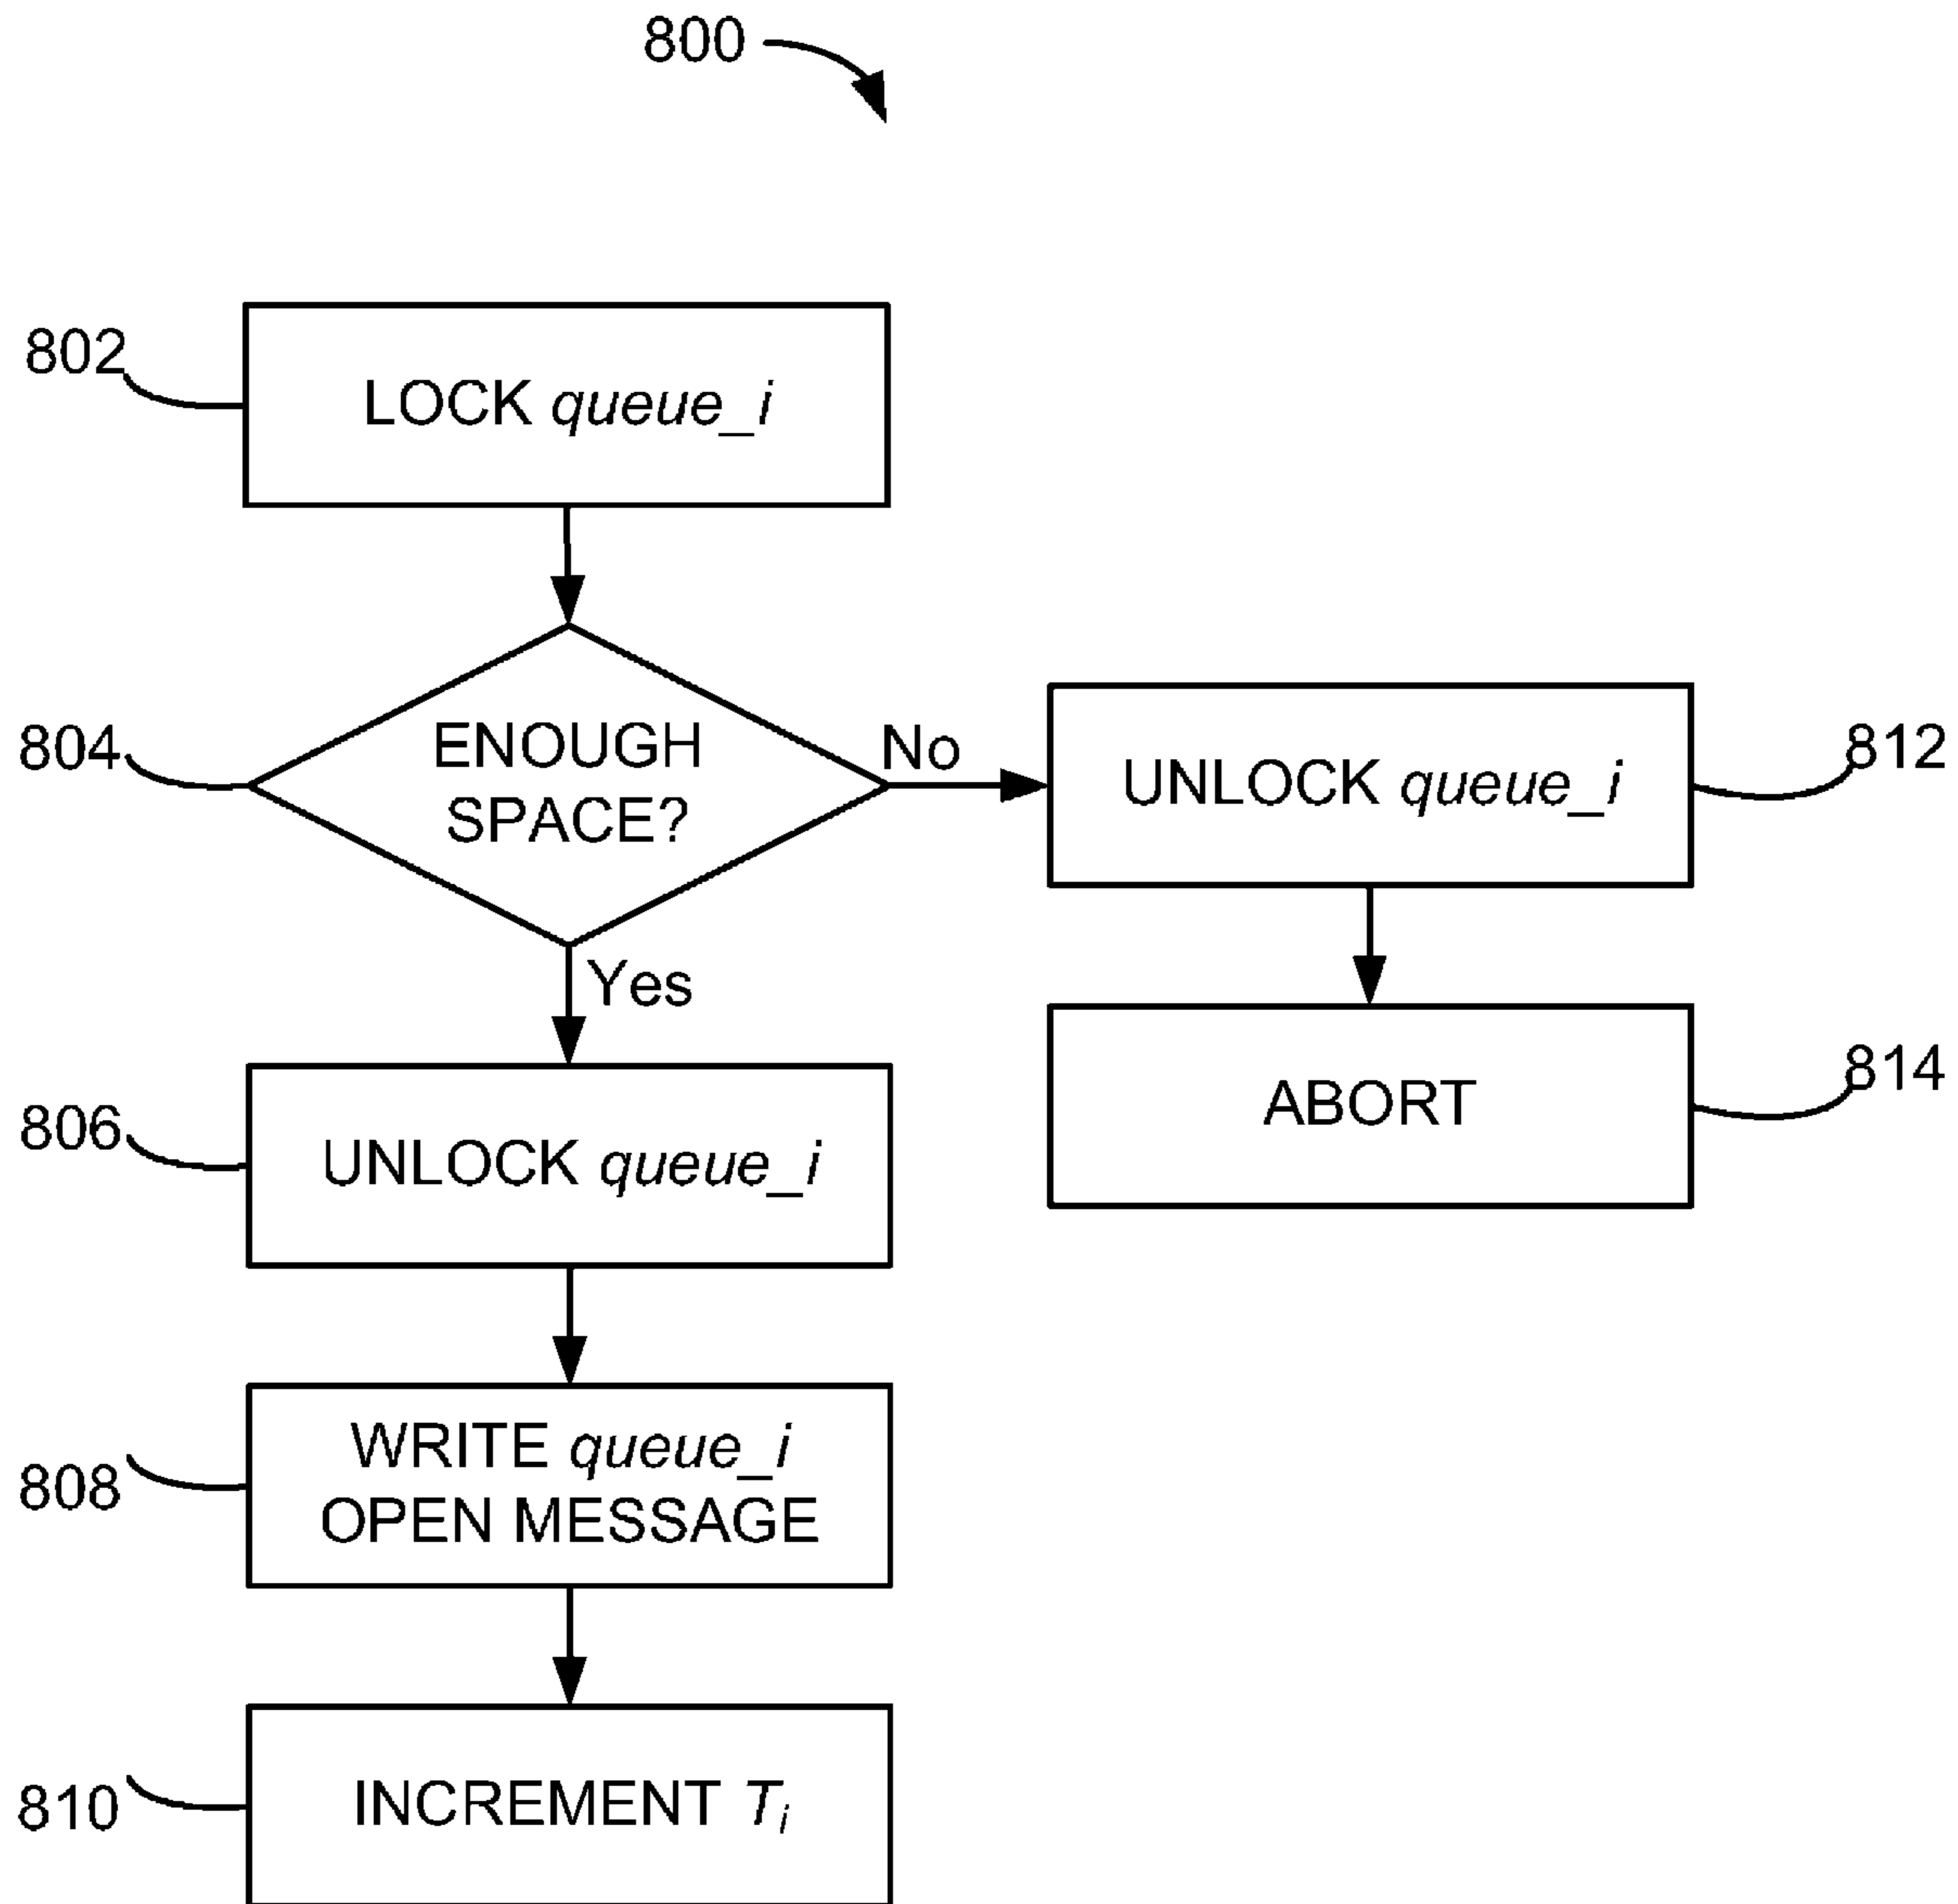 800
802
LOCK queue_i
804
ENOUGH
SPACE?
No
UNLOCK queue_i
812
Yes
ABORT
814
806
UNLOCK queue_i
808
WRITE queue_i
OPEN MESSAGE
810
INCREMENT Ti